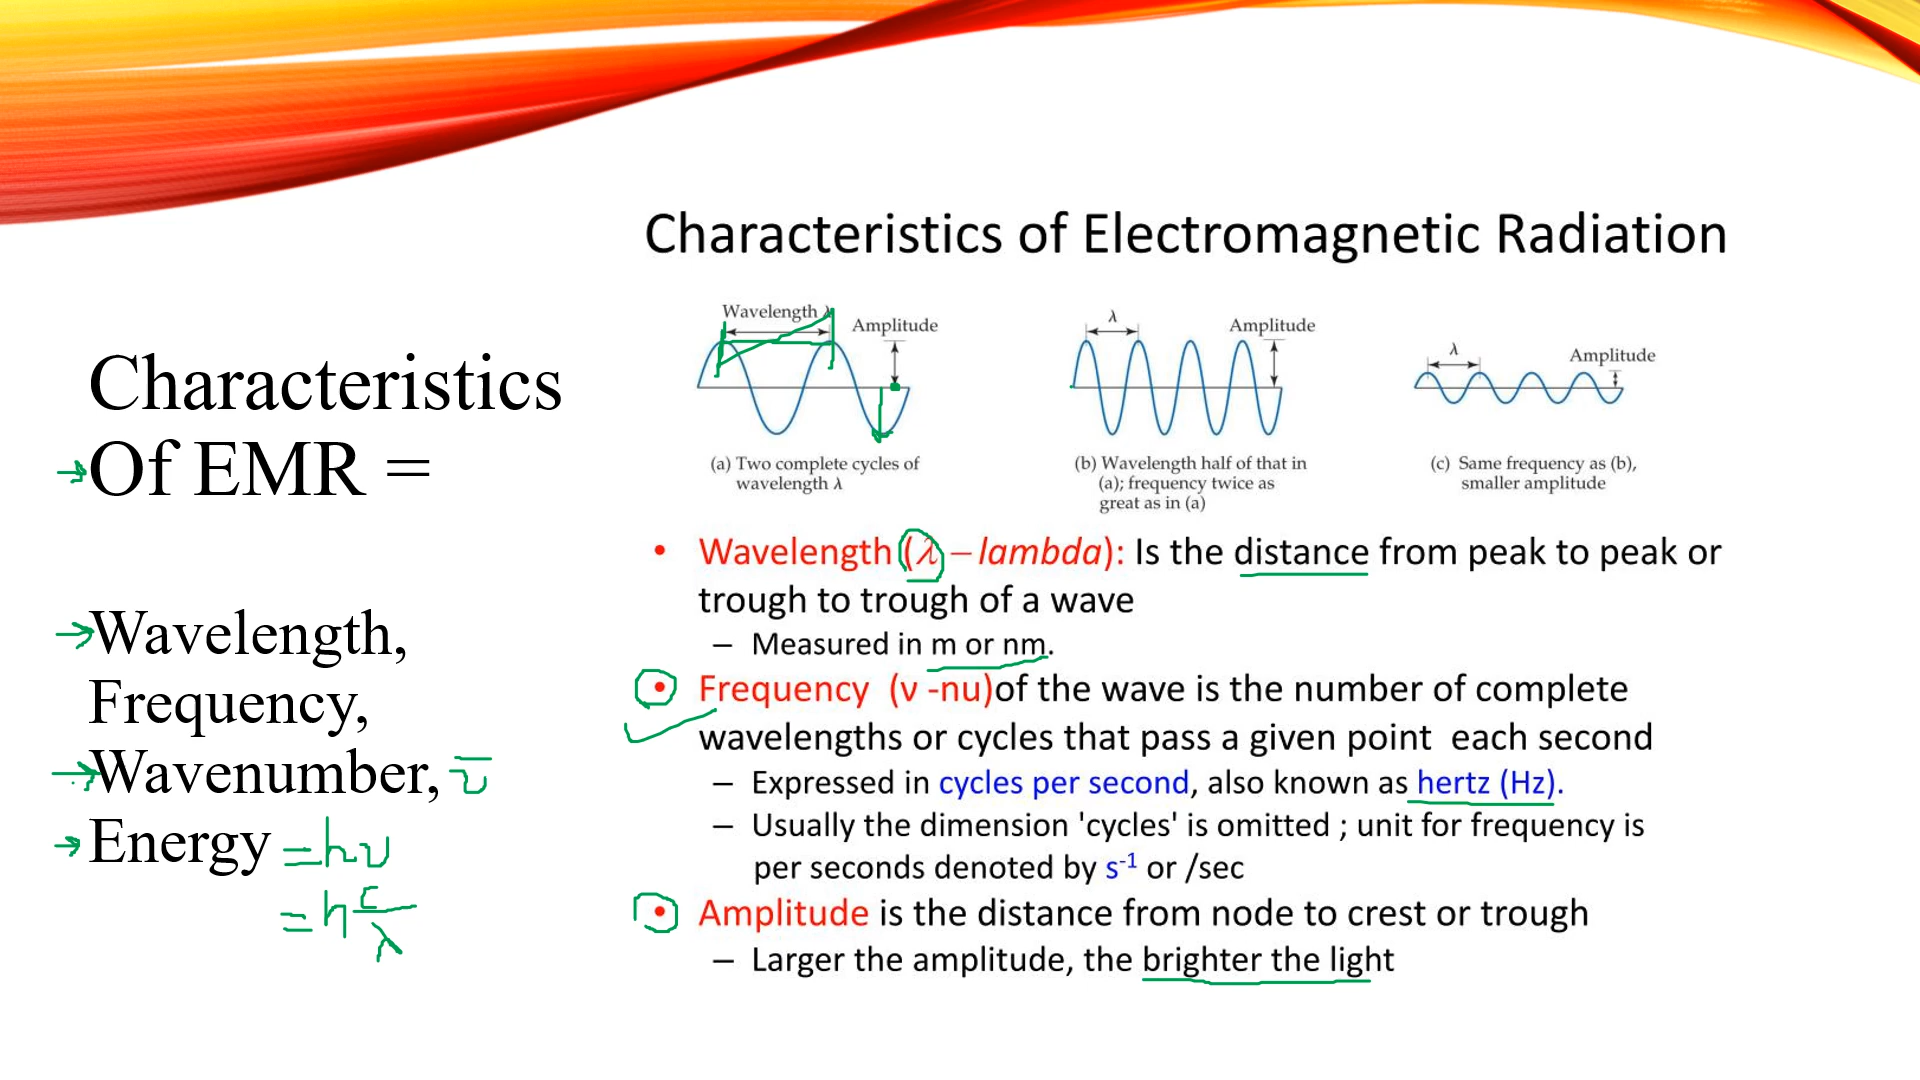 Characteristics of Electromagnetic Radiation
Characteristics
Of EMR =
Wavelength,
Frequency,
Wavenumber, ν̅
Energy = hν
= h c/λ
Wavelength λ
Amplitude
(a) Two complete cycles of
wavelength λ
λ
Amplitude
(b) Wavelength half of that in
(a); frequency twice as
great as in (a)
λ
Amplitude
(c) Same frequency as (b),
smaller amplitude
• Wavelength (λ – lambda): Is the distance from peak to peak or
trough to trough of a wave
– Measured in m or nm.
• Frequency (ν -nu)of the wave is the number of complete
wavelengths or cycles that pass a given point each second
– Expressed in cycles per second, also known as hertz (Hz).
– Usually the dimension 'cycles' is omitted ; unit for frequency is
per seconds denoted by s⁻¹ or /sec
• Amplitude is the distance from node to crest or trough
– Larger the amplitude, the brighter the light